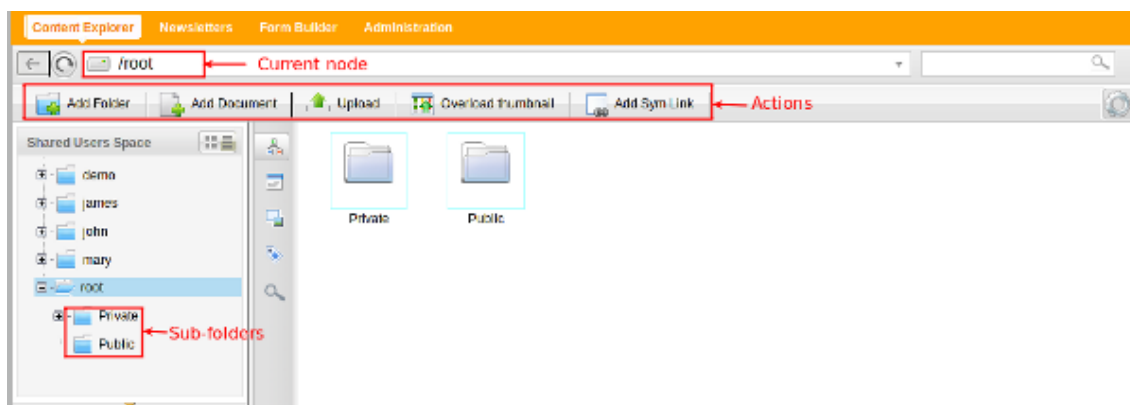 Content Explorer Newsletters Form Builder Administration
/root Current node
Add Folder Add Document Upload Overload thumbnail Add Sym Link Actions
Shared Users Space
demo
james
john
mary
root
Private
Public
Sub-folders
Private Public